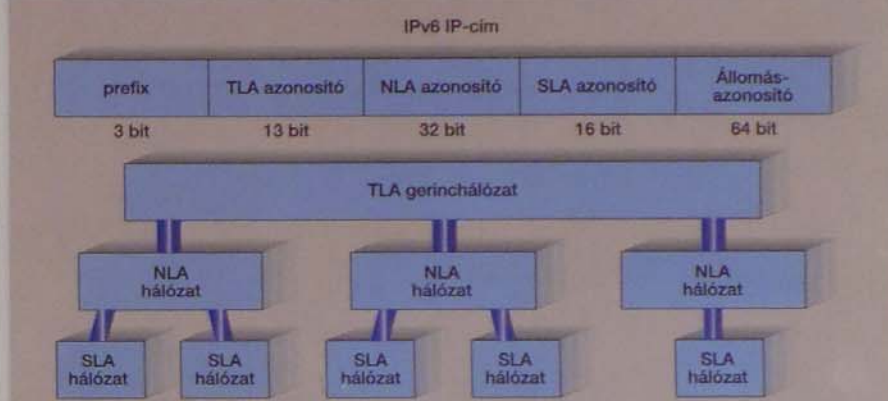 IPv6 IP-cím
prefix TLA azonosító NLA azonosító SLA azonosító Állomás-
azonosító
3 bit 13 bit 32 bit 16 bit 64 bit
TLA gerinchálózat
NLA
hálózat
NLA
hálózat
NLA
hálózat
SLA
hálózat
SLA
hálózat
SLA
hálózat
SLA
hálózat
SLA
hálózat